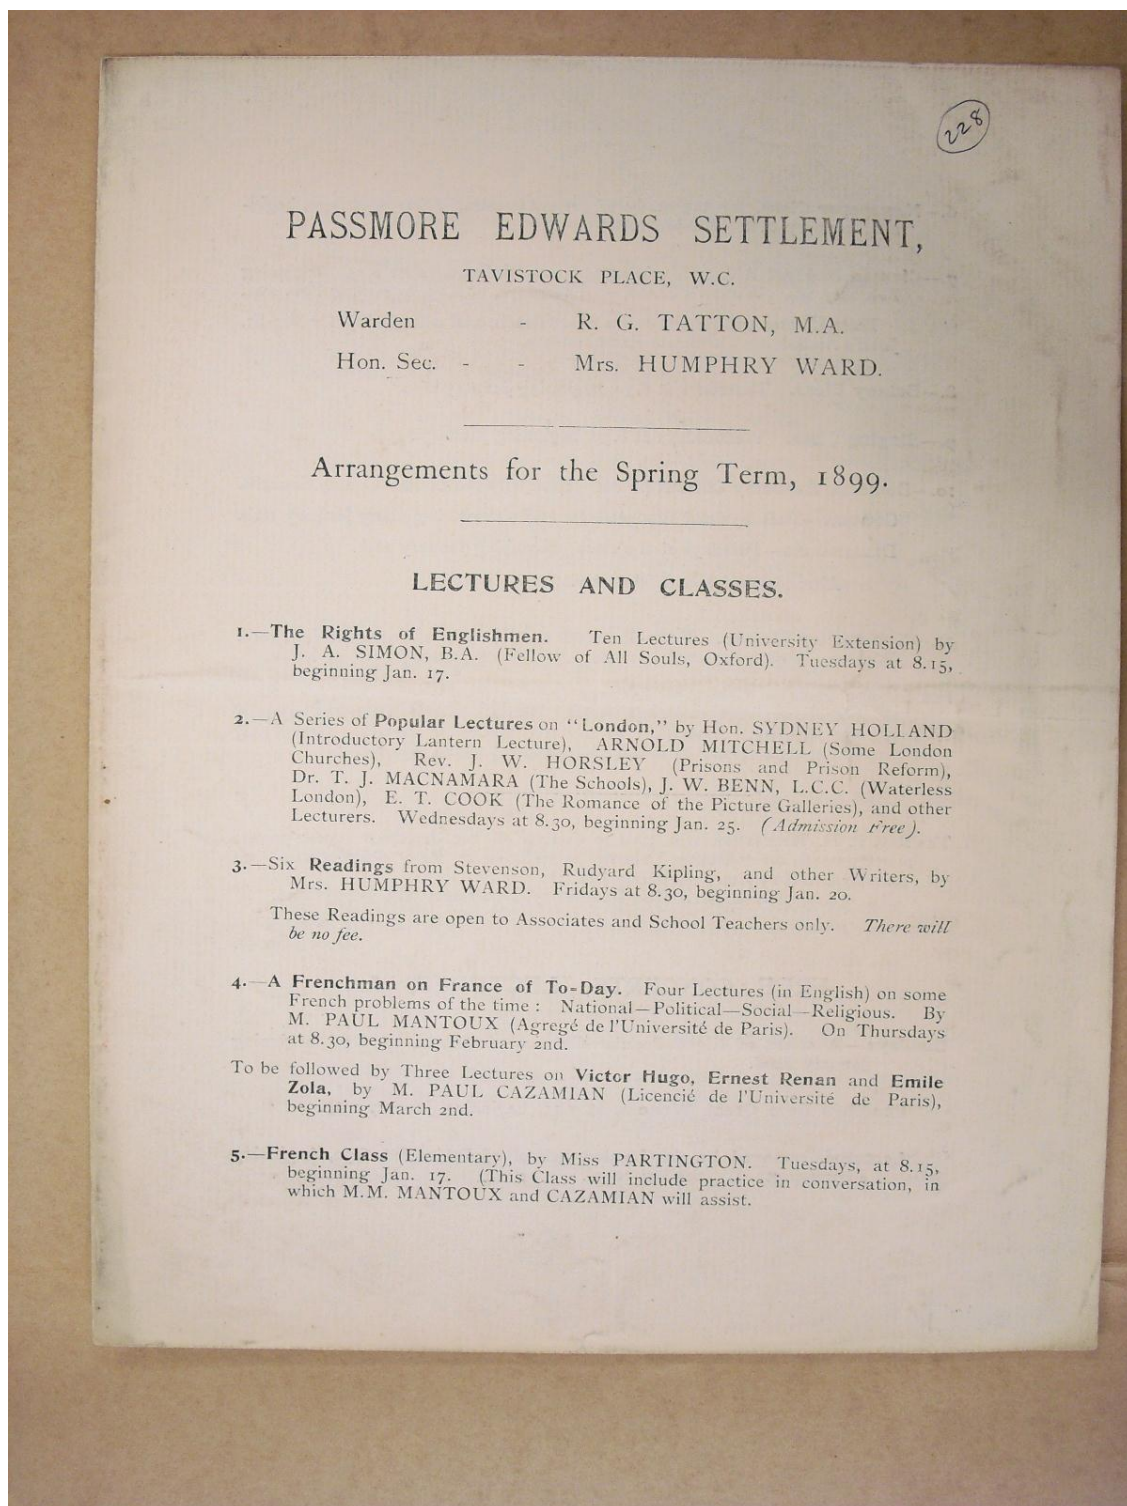 228
PASSMORE EDWARDS SETTLEMENT,
TAVISTOCK PLACE, W.C.
Warden - R. G. TATTON, M.A.
Hon. Sec. - - Mrs. HUMPHRY WARD.
Arrangements for the Spring Term, 1899.
LECTURES AND CLASSES.
1.—The Rights of Englishmen. Ten Lectures (University Extension) by
J. A. SIMON, B.A. (Fellow of All Souls, Oxford). Tuesdays at 8.15,
beginning Jan. 17.
2.—A Series of Popular Lectures on “London,” by Hon. SYDNEY HOLLAND
(Introductory Lantern Lecture), ARNOLD MITCHELL (Some London
Churches), Rev. J. W. HORSLEY (Prisons and Prison Reform),
Dr. T. J. MACNAMARA (The Schools), J. W. BENN, L.C.C. (Waterless
London), E. T. COOK (The Romance of the Picture Galleries), and other
Lecturers. Wednesdays at 8.30, beginning Jan. 25. (Admission Free).
3.—Six Readings from Stevenson, Rudyard Kipling, and other Writers, by
Mrs. HUMPHRY WARD. Fridays at 8.30, beginning Jan. 20.
These Readings are open to Associates and School Teachers only. There will
be no fee.
4.—A Frenchman on France of To-Day. Four Lectures (in English) on some
French problems of the time : National—Political—Social—Religious. By
M. PAUL MANTOUX (Agregé de l'Université de Paris). On Thursdays
at 8.30, beginning February 2nd.
To be followed by Three Lectures on Victor Hugo, Ernest Renan and Emile
Zola, by M. PAUL CAZAMIAN (Licencié de l'Université de Paris),
beginning March 2nd.
5.—French Class (Elementary), by Miss PARTINGTON. Tuesdays, at 8.15,
beginning Jan. 17. (This Class will include practice in conversation, in
which M.M. MANTOUX and CAZAMIAN will assist.